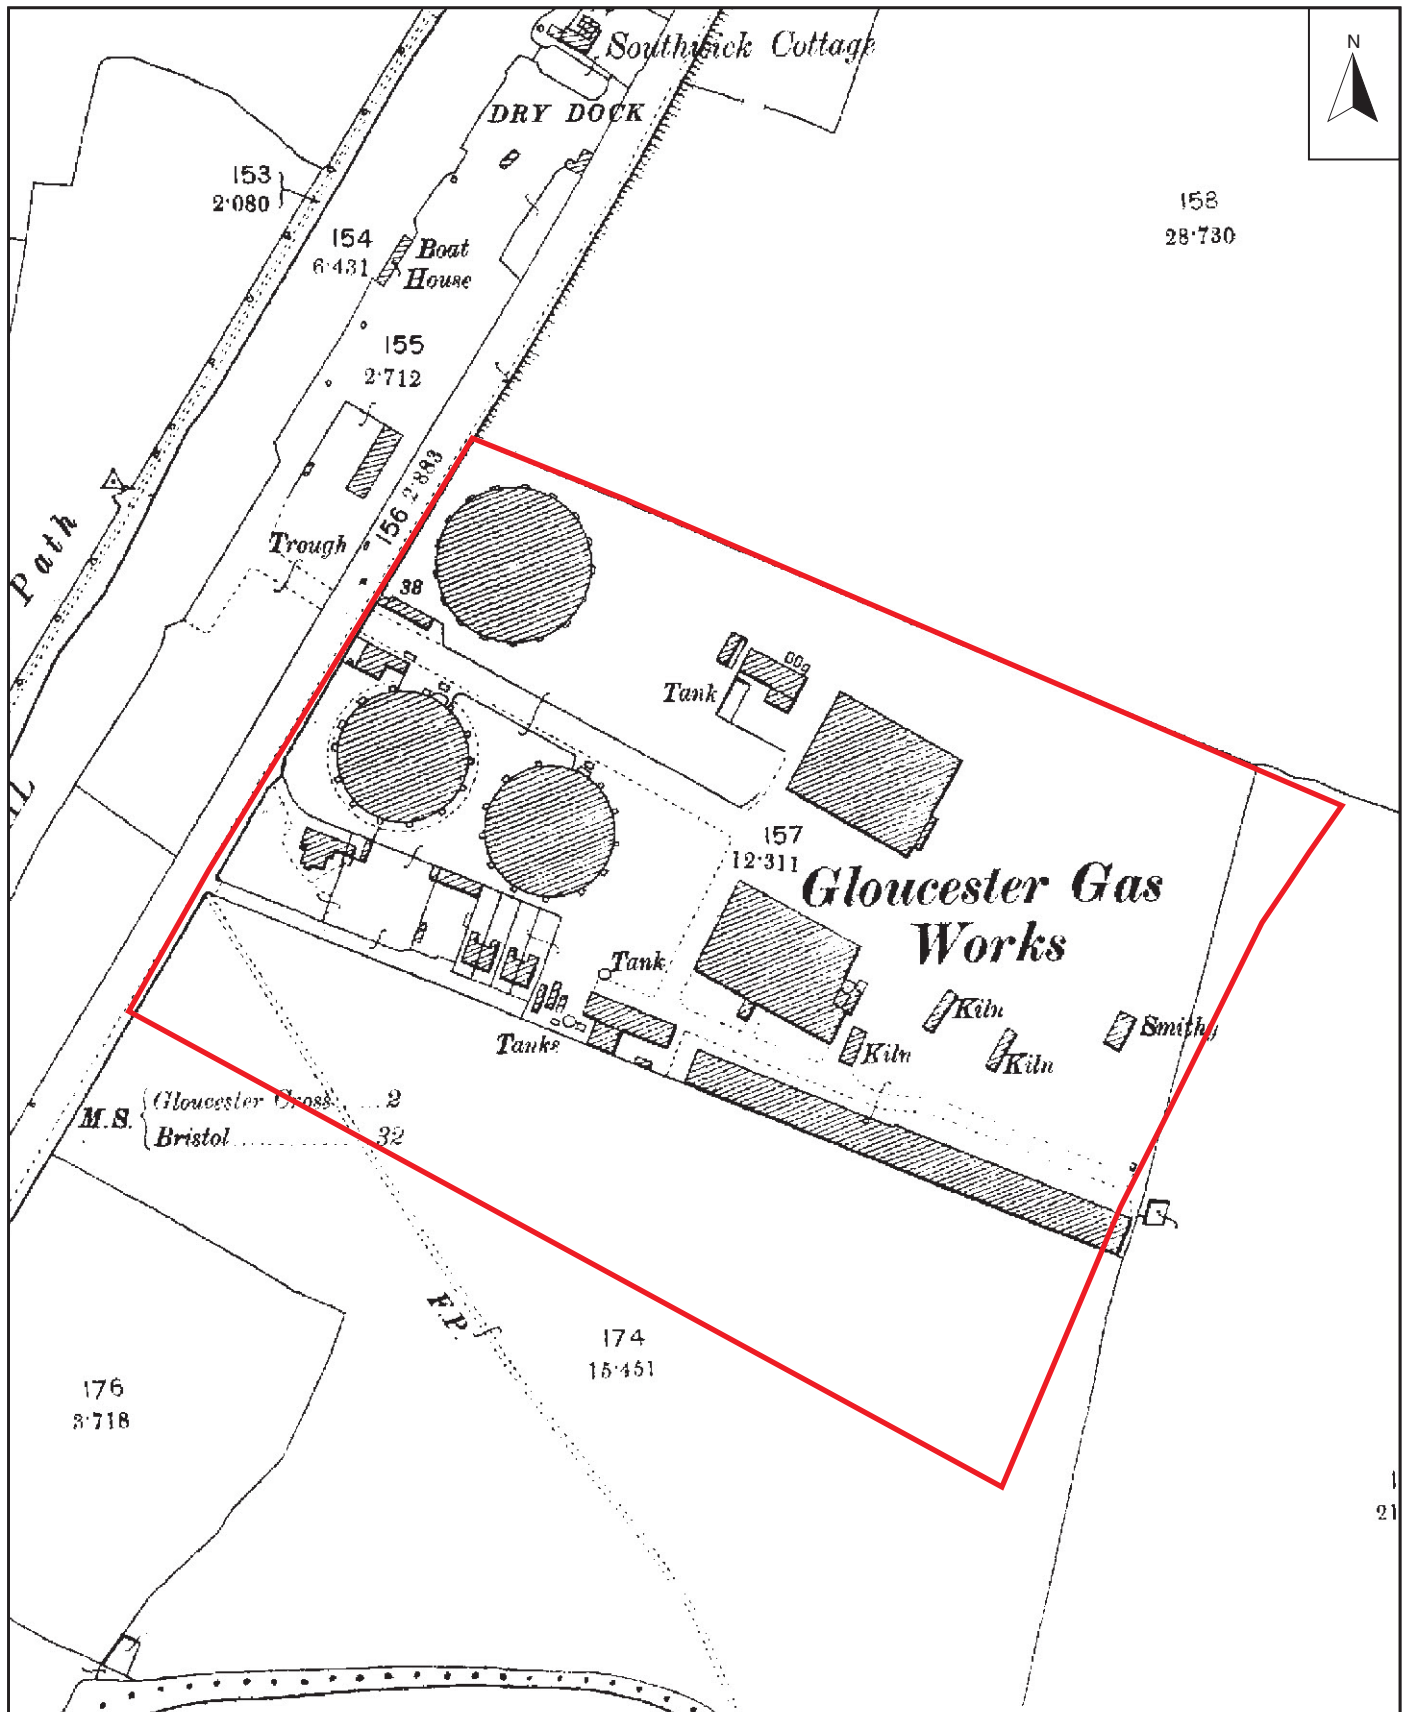 N
Southwick Cottage
DRY DOCK
153
2·080
158
28·730
154
6·431
Boat
House
155
2·712
156 2·883
Path
Trough
38
Tank
157
12·311
Gloucester Gas
Works
Tank
Kiln
Smithy
Kiln
Kiln
Tanks
M.S.
Gloucester Cross 2
Bristol 32
F.P.
174
15·451
176
3·718
1
21